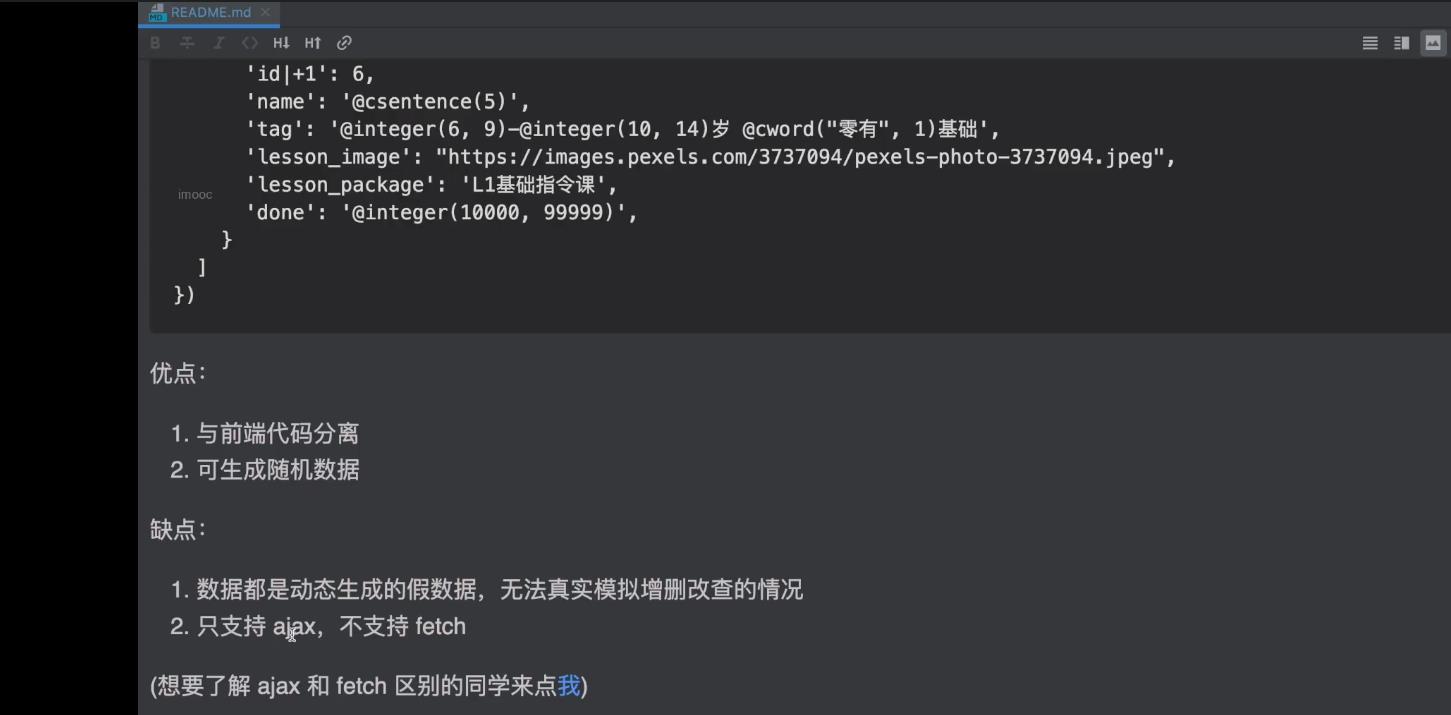 README.md
B I <> H↓ H↑
'id|+1': 6,
'name': '@csentence(5)',
'tag': '@integer(6, 9)-@integer(10, 14)岁 @cword("零有", 1)基础',
'lesson_image': "https://images.pexels.com/3737094/pexels-photo-3737094.jpeg",
'lesson_package': 'L1基础指令课',
imooc
'done': '@integer(10000, 99999)',
}
]
})
优点：
1. 与前端代码分离
2. 可生成随机数据
缺点：
1. 数据都是动态生成的假数据，无法真实模拟增删改查的情况
2. 只支持 ajax，不支持 fetch
(想要了解 ajax 和 fetch 区别的同学来点我)